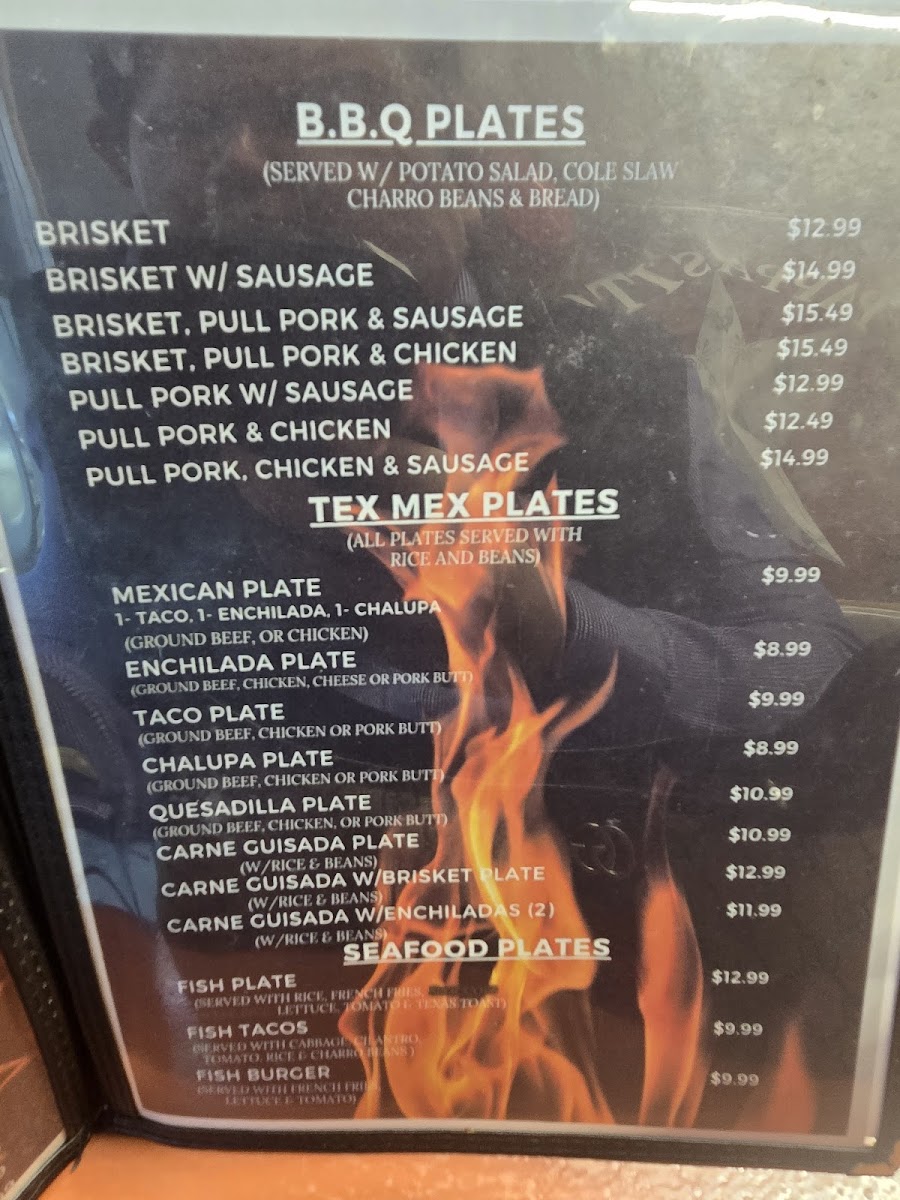 B.B.Q PLATES
(SERVED W/ POTATO SALAD, COLE SLAW
CHARRO BEANS & BREAD)
BRISKET $12.99
BRISKET W/ SAUSAGE $14.99
BRISKET, PULL PORK & SAUSAGE $15.49
BRISKET, PULL PORK & CHICKEN $15.49
PULL PORK W/ SAUSAGE $12.99
PULL PORK & CHICKEN $12.49
PULL PORK, CHICKEN & SAUSAGE $14.99
TEX MEX PLATES
(ALL PLATES SERVED WITH
RICE AND BEANS)
MEXICAN PLATE $9.99
1- TACO, 1- ENCHILADA, 1- CHALUPA
(GROUND BEEF, OR CHICKEN)
ENCHILADA PLATE $8.99
(GROUND BEEF, CHICKEN, CHEESE OR PORK BUTT)
TACO PLATE $9.99
(GROUND BEEF, CHICKEN OR PORK BUTT)
CHALUPA PLATE $8.99
(GROUND BEEF, CHICKEN OR PORK BUTT)
QUESADILLA PLATE $10.99
(GROUND BEEF, CHICKEN, OR PORK BUTT)
CARNE GUISADA PLATE $10.99
(W/RICE & BEANS)
CARNE GUISADA W/BRISKET PLATE $12.99
(W/RICE & BEANS)
CARNE GUISADA W/ENCHILADAS (2) $11.99
(W/RICE & BEANS)
SEAFOOD PLATES
FISH PLATE $12.99
(SERVED WITH RICE, FRENCH FRIES,
LETTUCE, TOMATO & TEXAS TOAST)
FISH TACOS $9.99
(SERVED WITH CABBAGE, CILANTRO,
TOMATO, RICE & CHARRO BEANS )
FISH BURGER $9.99
(SERVED WITH FRENCH FRIES,
LETTUCE & TOMATO)